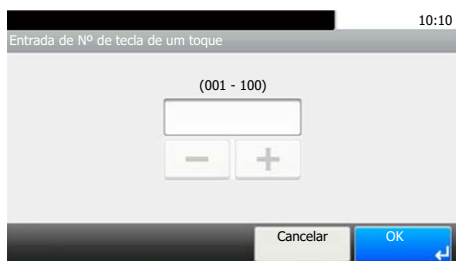 10:10
Entrada de Nº de tecla de um toque
(001 - 100)
Cancelar
OK